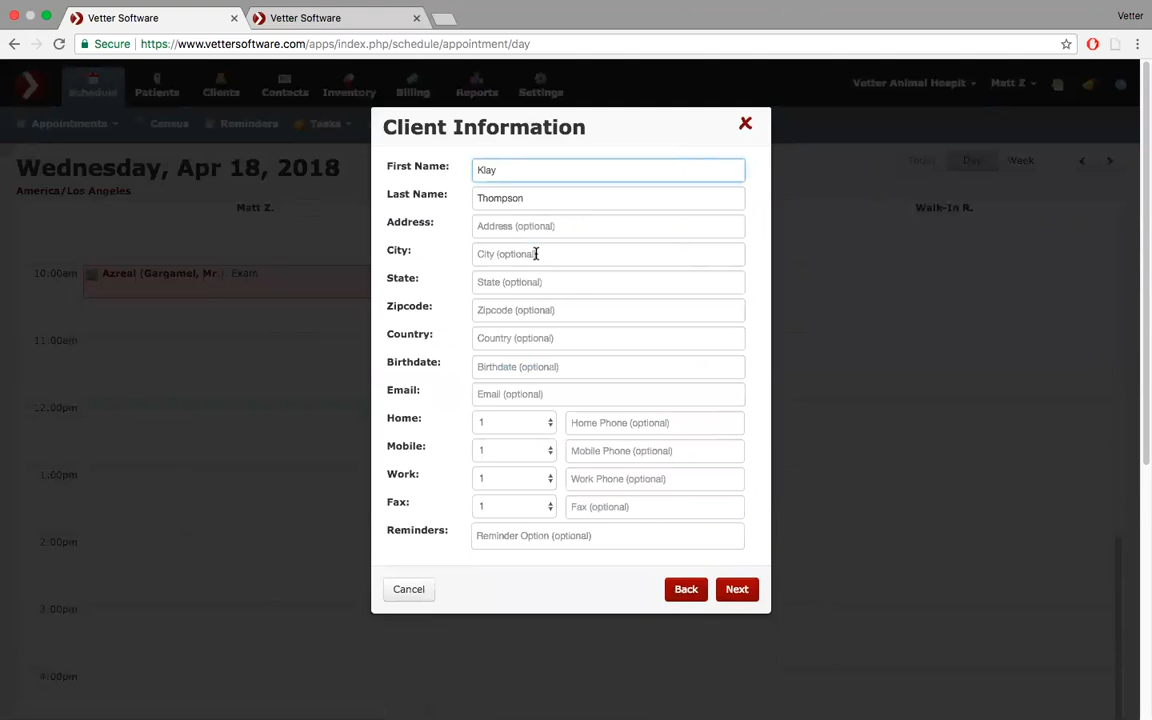 Vetter Software
Vetter Software
Vetter
Secure
https://www.vettersoftware.com/apps/index.php/schedule/appointment/day
Schedule
Patients
Clients
Contacts
Inventory
Billing
Reports
Settings
Vetter Animal Hospit
Matt Z
Appointments
Census
Reminders
Tasks
Wednesday, Apr 18, 2018
America/Los Angeles
Today
Day
Week
Matt Z.
Walk-In R.
10:00am
Azreal (Gargamel, Mr.). Exam
11:00am
12:00pm
1:00pm
2:00pm
3:00pm
4:00pm
Client Information
First Name:
Klay
Last Name:
Thompson
Address:
Address (optional)
City:
City (optional)
State:
State (optional)
Zipcode:
Zipcode (optional)
Country:
Country (optional)
Birthdate:
Birthdate (optional)
Email:
Email (optional)
Home:
1
Home Phone (optional)
Mobile:
1
Mobile Phone (optional)
Work:
1
Work Phone (optional)
Fax:
1
Fax (optional)
Reminders:
Reminder Option (optional)
Cancel
Back
Next